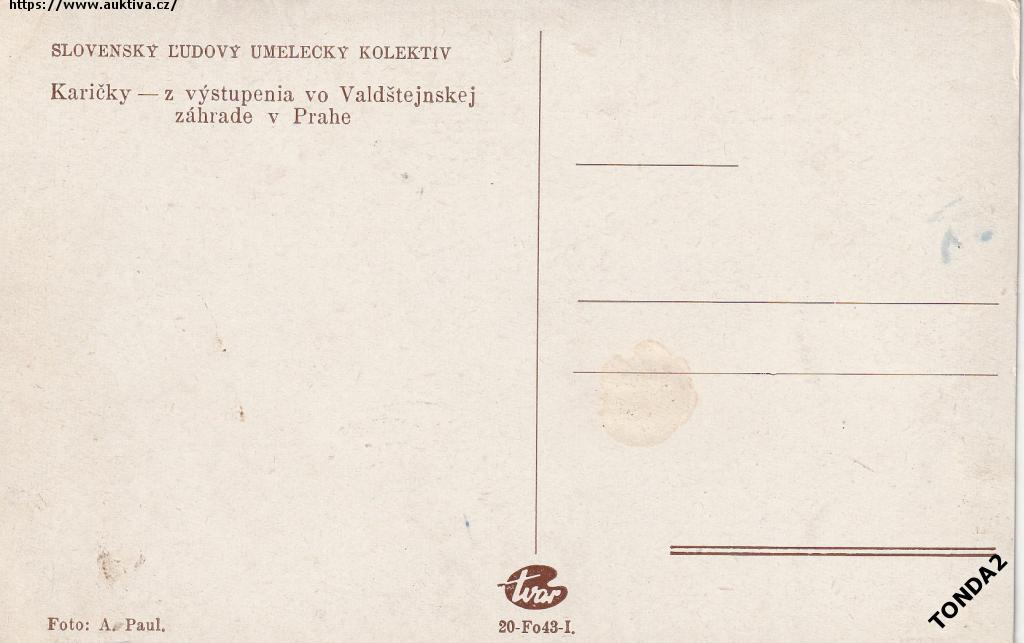 https://www.auktiva.cz/
SLOVENSKÝ ĽUDOVÝ UMELECKÝ KOLEKTÍV
Karičky — z výstupenia vo Valdštejnskej
záhrade v Prahe
Foto: A. Paul.
tvar
20-Fo43-I.
TONDA2